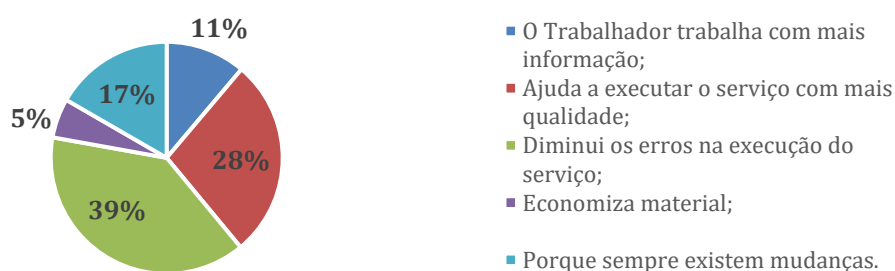 11%
17%
5%
28%
39%
O Trabalhador trabalha com mais
informação;
Ajuda a executar o serviço com mais
qualidade;
Diminui os erros na execução do
serviço;
Economiza material;
Porque sempre existem mudanças.